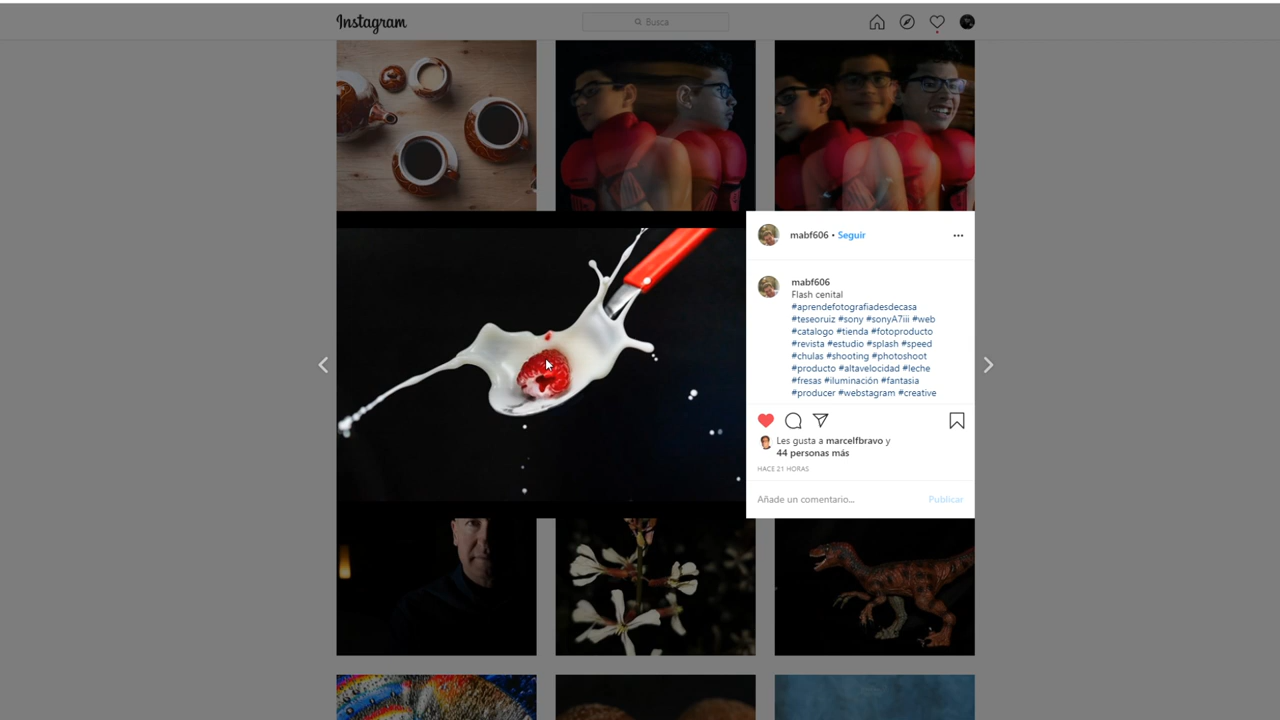 Instagram
Busca
mabf606 • Seguir
mabf606
Flash cenital
#aprendefotografiadesdecasa
#teseoruiz #sony #sonyA7iii #web
#catalogo #tienda #fotoproducto
#revista #estudio #splash #speed
#chulas #shooting #photoshoot
#producto #altavelocidad #leche
#fresas #iluminación #fantasia
#producer #webstagram #creative
Les gusta a marcelfbravo y
44 personas más
HACE 21 HORAS
Añade un comentario... Publicar